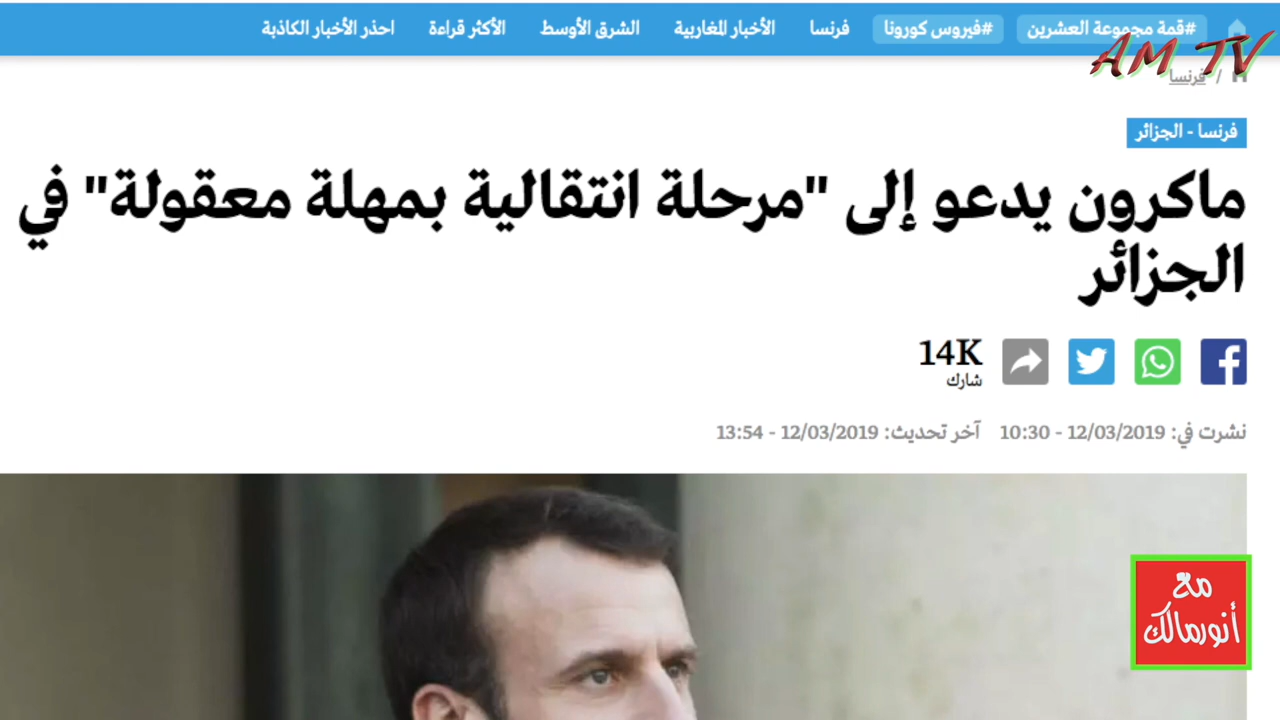 #قمة مجموعة العشرين #فيروس كورونا فرنسا الأخبار المغاربية الشرق الأوسط الأكثر قراءة احذر الأخبار الكاذبة
AM TV
/ فرنسا
فرنسا - الجزائر
ماكرون يدعو إلى "مرحلة انتقالية بمهلة معقولة" في
الجزائر
14K
شارك
نشرت في: 12/03/2019 - 10:30 آخر تحديث: 12/03/2019 - 13:54
مع
أنورمالك